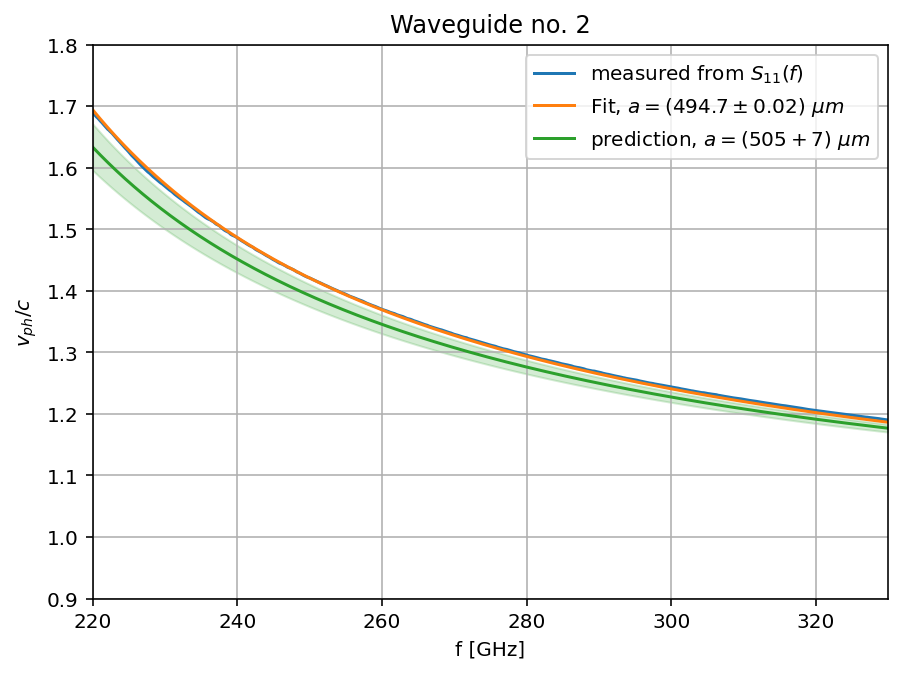 Waveguide no. 2
measured from S₁₁(f)
Fit, a = (494.7 ± 0.02) μm
prediction, a = (505 + 7) μm
v_ph/c
1.8
1.7
1.6
1.5
1.4
1.3
1.2
1.1
1.0
0.9
220 240 260 280 300 320
f [GHz]